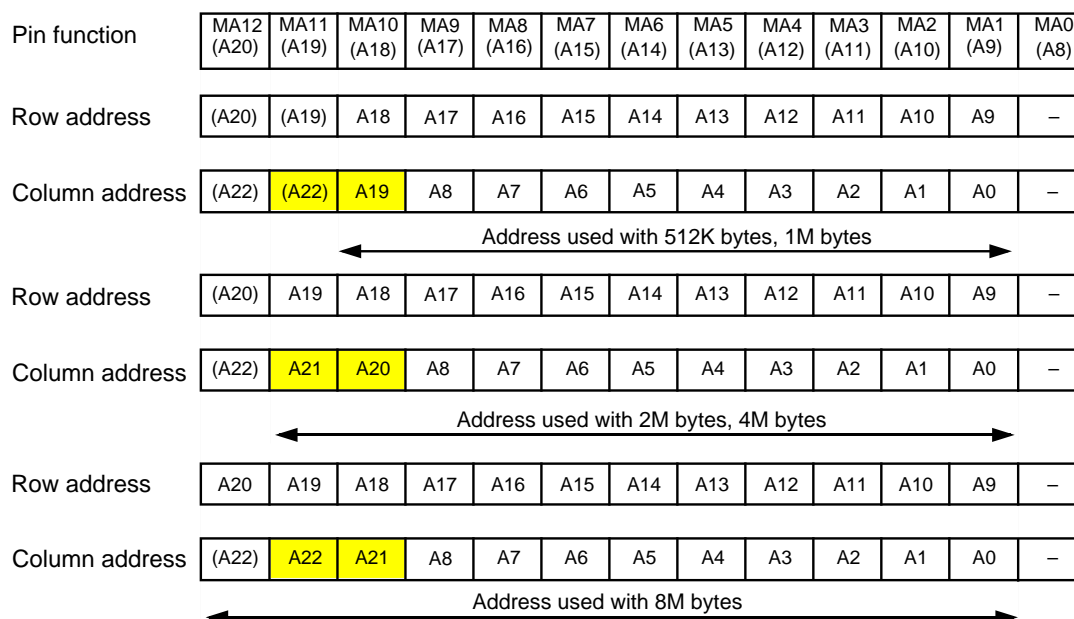 Pin function MA12 (A20) MA11 (A19) MA10 (A18) MA9 (A17) MA8 (A16) MA7 (A15) MA6 (A14) MA5 (A13) MA4 (A12) MA3 (A11) MA2 (A10) MA1 (A9) MA0 (A8)
Row address (A20) (A19) A18 A17 A16 A15 A14 A13 A12 A11 A10 A9 –
Column address (A22) (A22) A19 A8 A7 A6 A5 A4 A3 A2 A1 A0 –
Address used with 512K bytes, 1M bytes
Row address (A20) A19 A18 A17 A16 A15 A14 A13 A12 A11 A10 A9 –
Column address (A22) A21 A20 A8 A7 A6 A5 A4 A3 A2 A1 A0 –
Address used with 2M bytes, 4M bytes
Row address A20 A19 A18 A17 A16 A15 A14 A13 A12 A11 A10 A9 –
Column address (A22) A22 A21 A8 A7 A6 A5 A4 A3 A2 A1 A0 –
Address used with 8M bytes